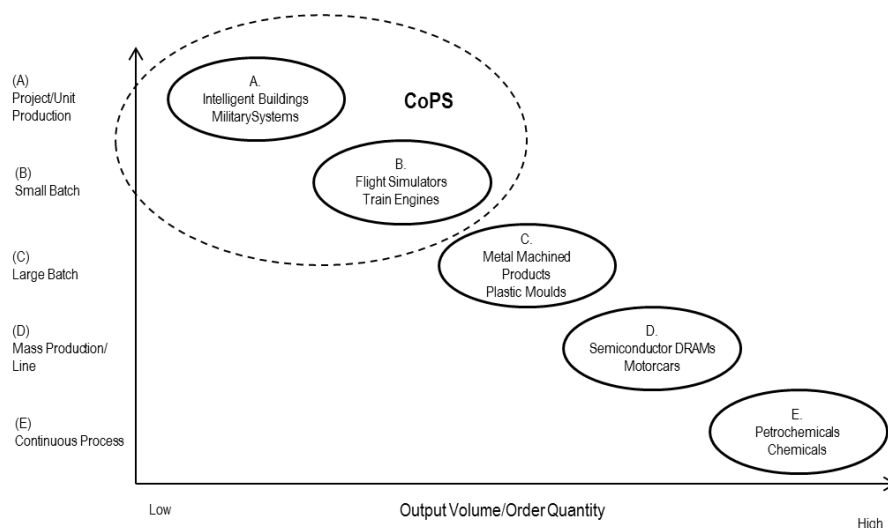 (A)
Project/Unit
Production
A.
Intelligent Buildings
MilitarySystems
CoPS
(B)
Small Batch
B.
Flight Simulators
Train Engines
(C)
Large Batch
C.
Metal Machined
Products
Plastic Moulds
(D)
Mass Production/
Line
D.
Semiconductor DRAMs
Motorcars
(E)
Continuous Process
E.
Petrochemicals
Chemicals
Low
Output Volume/Order Quantity
High